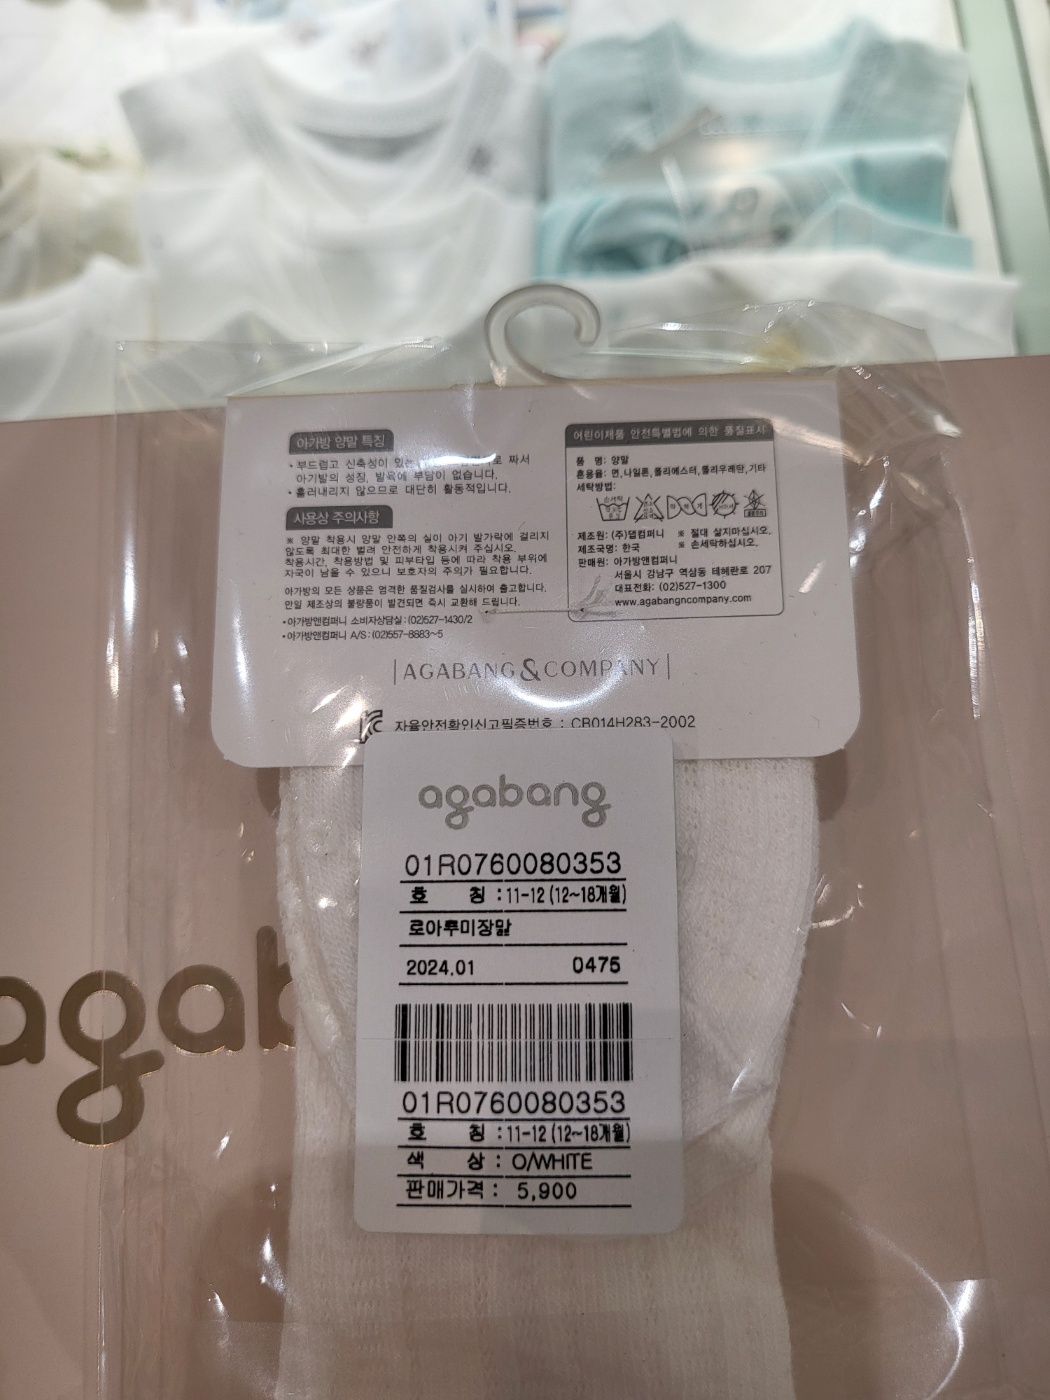 아가방 양말 특징
• 부드럽고 신축성이 있는 로 짜서
아기발의 성징, 발육에 부담이 없습니다.
• 흘러내리지 않으므로 대단히 활동적입니다.
사용상 주의사항
※ 양말 착용시 양말 안쪽의 실이 아기 발가락에 걸리지
않도록 최대한 벌려 안전하게 착용시켜 주십시오.
착용시간, 착용방법 및 피부타입 등에 따라 착용 부위에
자국이 남을 수 있으니 보호자의 주의가 필요합니다.
아가방의 모든 상품은 엄격한 품질검사를 실시하여 출고합니다.
만일 제조상의 불량품이 발견되면 즉시 교환해 드립니다.
• 아가방앤컴퍼니 소비자상담실 : (02)527-1430/2
• 아가방앤컴퍼니 A/S : (02)557-8883~5
어린이제품 안전특별법에 의한 품질표시
품 명: 양말
혼용율: 면,나일론,폴리에스터,폴리우레탄,기타
세탁방법:
손세탁
제조원: (주)댑컴퍼니 ※ 절대 삶지마십시오.
제조국명: 한국 ※ 손세탁하십시오.
판매원: 아가방앤컴퍼니
서울시 강남구 역삼동 테헤란로 207
대표전화: (02)527-1300
www.agabangncompany.com
AGABANG&COMPANY
자율안전확인신고필증번호 : CB014H283-2002
agabang
01R0760080353
호 칭 : 11-12 (12~18개월)
로아루미장말
2024.01 0475
01R0760080353
호 칭 : 11-12 (12~18개월)
색 상 : O/WHITE
판매가격 : 5,900
agab